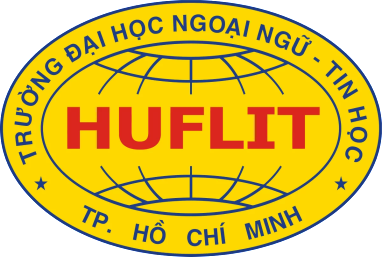 TRƯỜNG ĐẠI HỌC NGOẠI NGỮ - TIN HỌC
HUFLIT
TP. HỒ CHÍ MINH